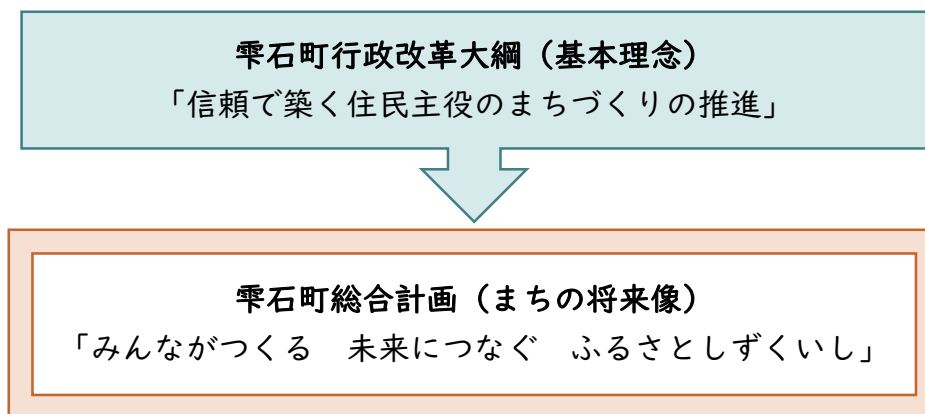 雫石町行政改革大綱（基本理念）
「信頼で築く住民主役のまちづくりの推進」
雫石町総合計画（まちの将来像）
「みんながつくる　未来につなぐ　ふるさとしずくいし」